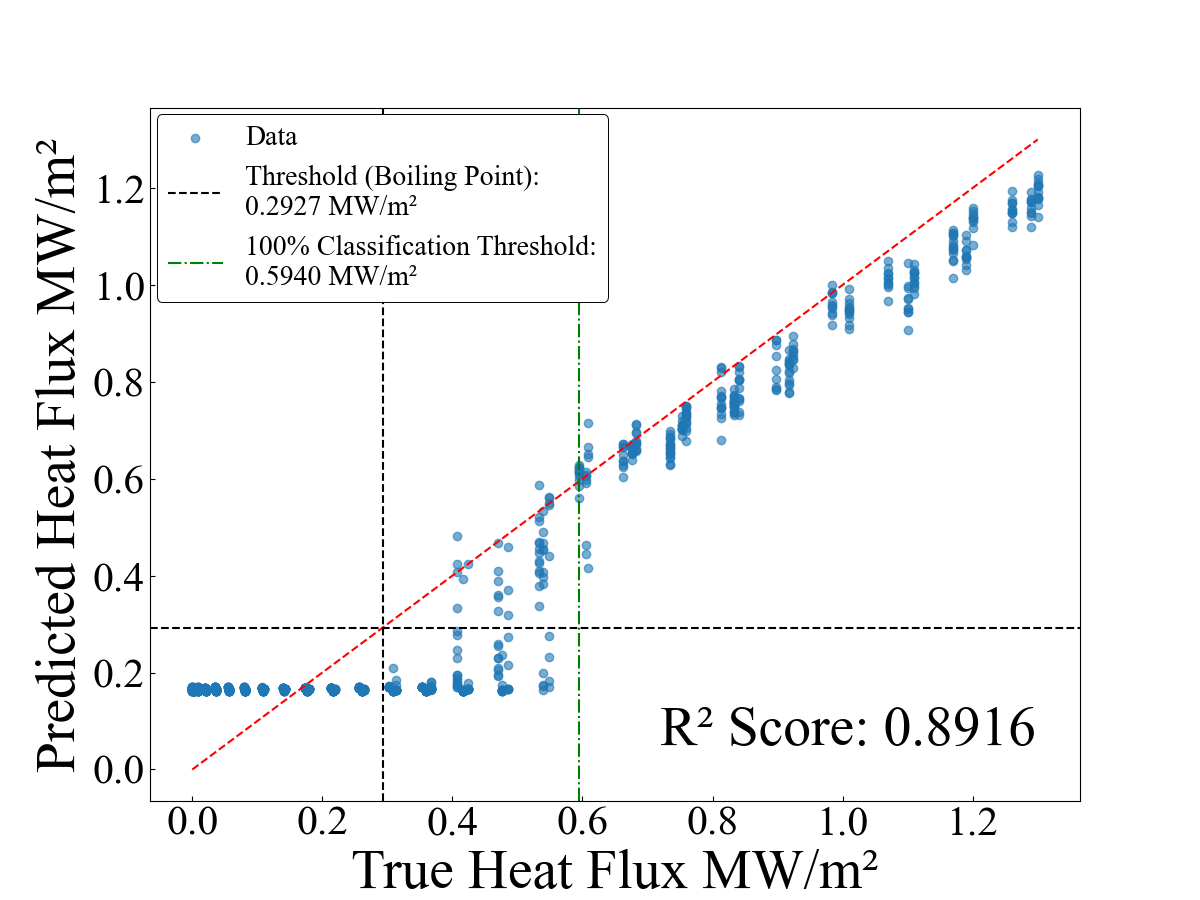 Data
Threshold (Boiling Point):
0.2927 MW/m²
100% Classification Threshold:
0.5940 MW/m²
Predicted Heat Flux MW/m²
1.2
1.0
0.8
0.6
0.4
0.2
0.0
R² Score: 0.8916
0.0 0.2 0.4 0.6 0.8 1.0 1.2
True Heat Flux MW/m²